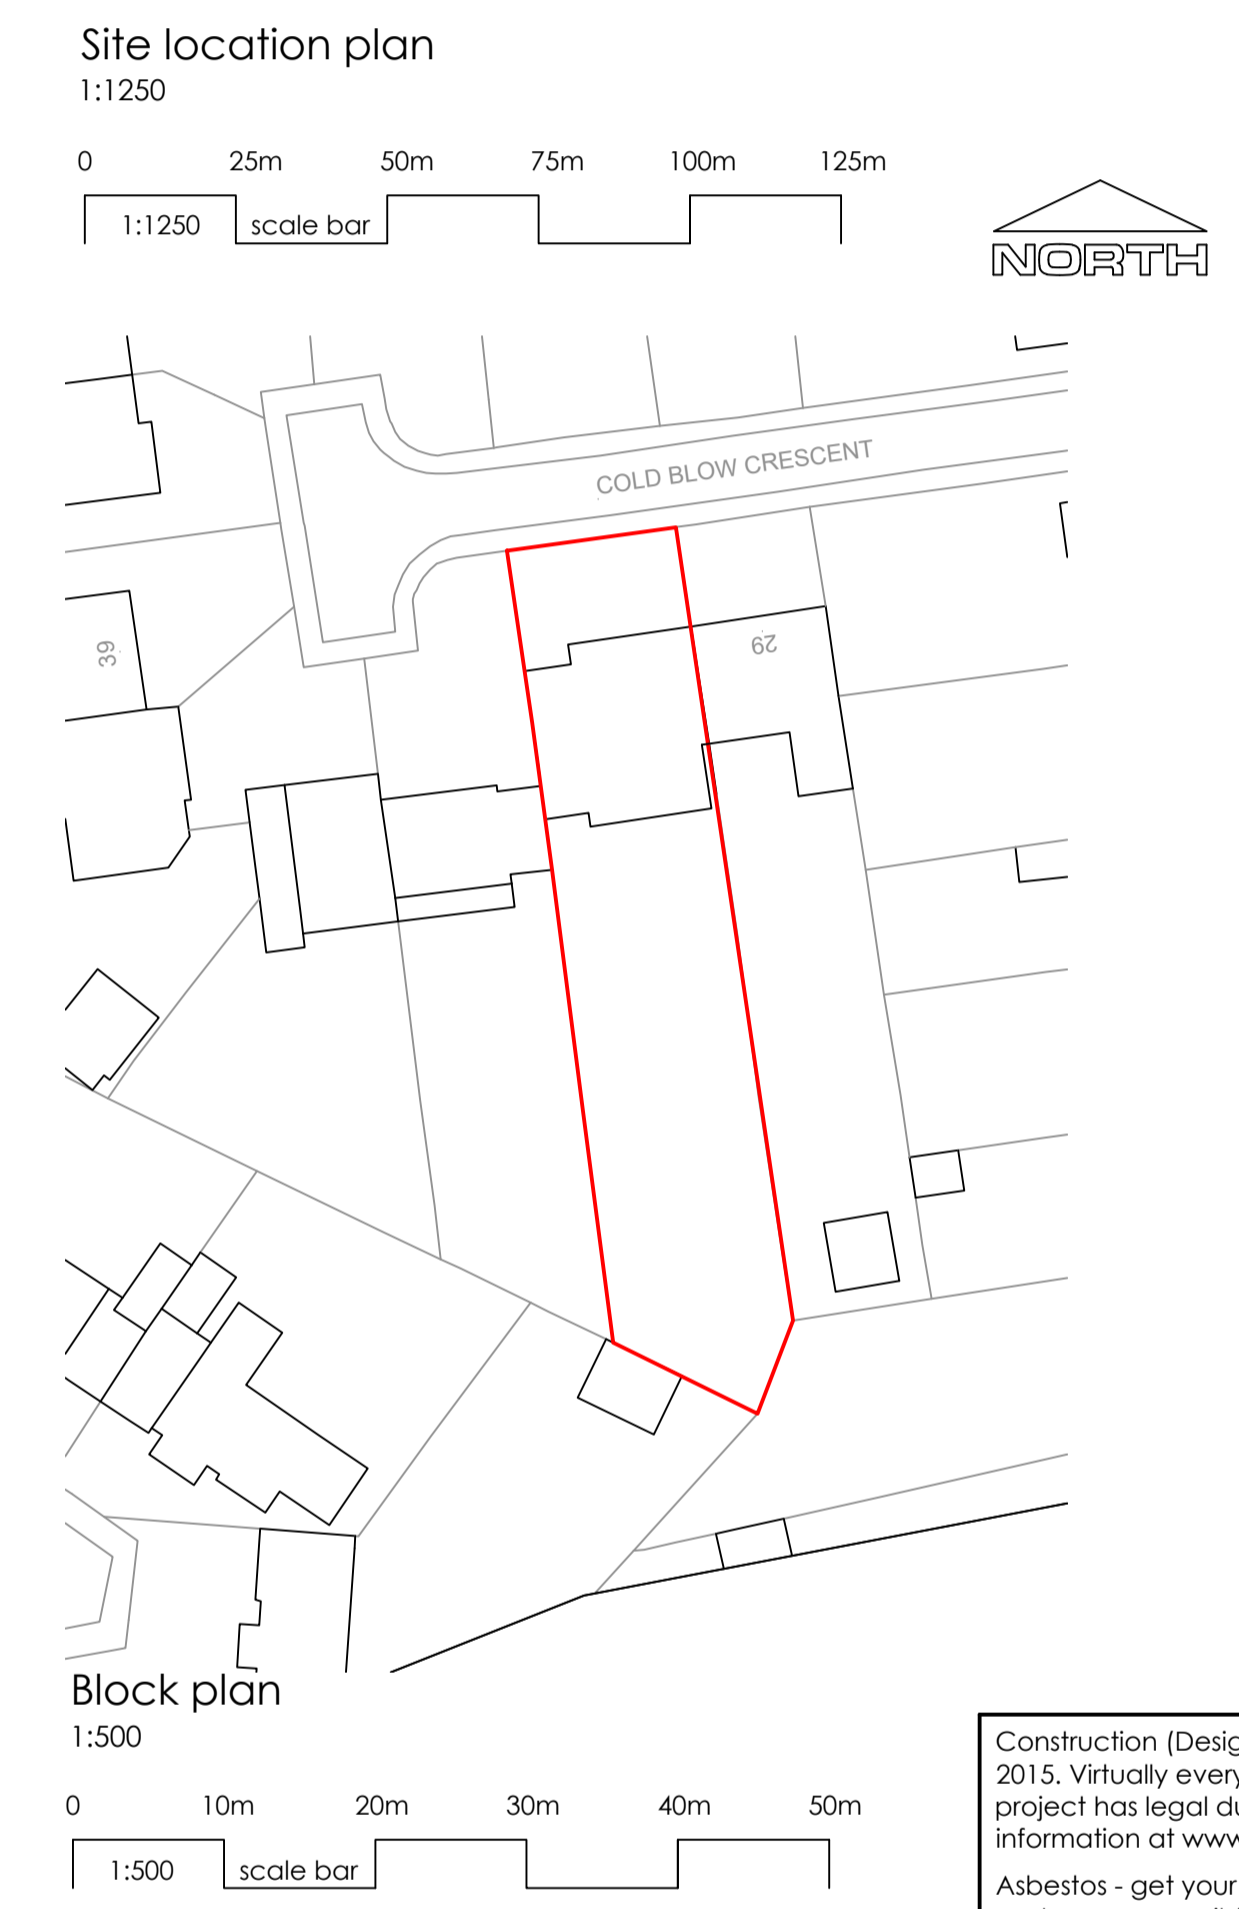 Site location plan
1:1250
0 25m 50m 75m 100m 125m
1:1250 scale bar
NORTH
COLD BLOW CRESCENT
29
39
Block plan
1:500
0 10m 20m 30m 40m 50m
1:500 scale bar
Construction (Desig
2015. Virtually every
project has legal du
information at www
Asbestos - get your